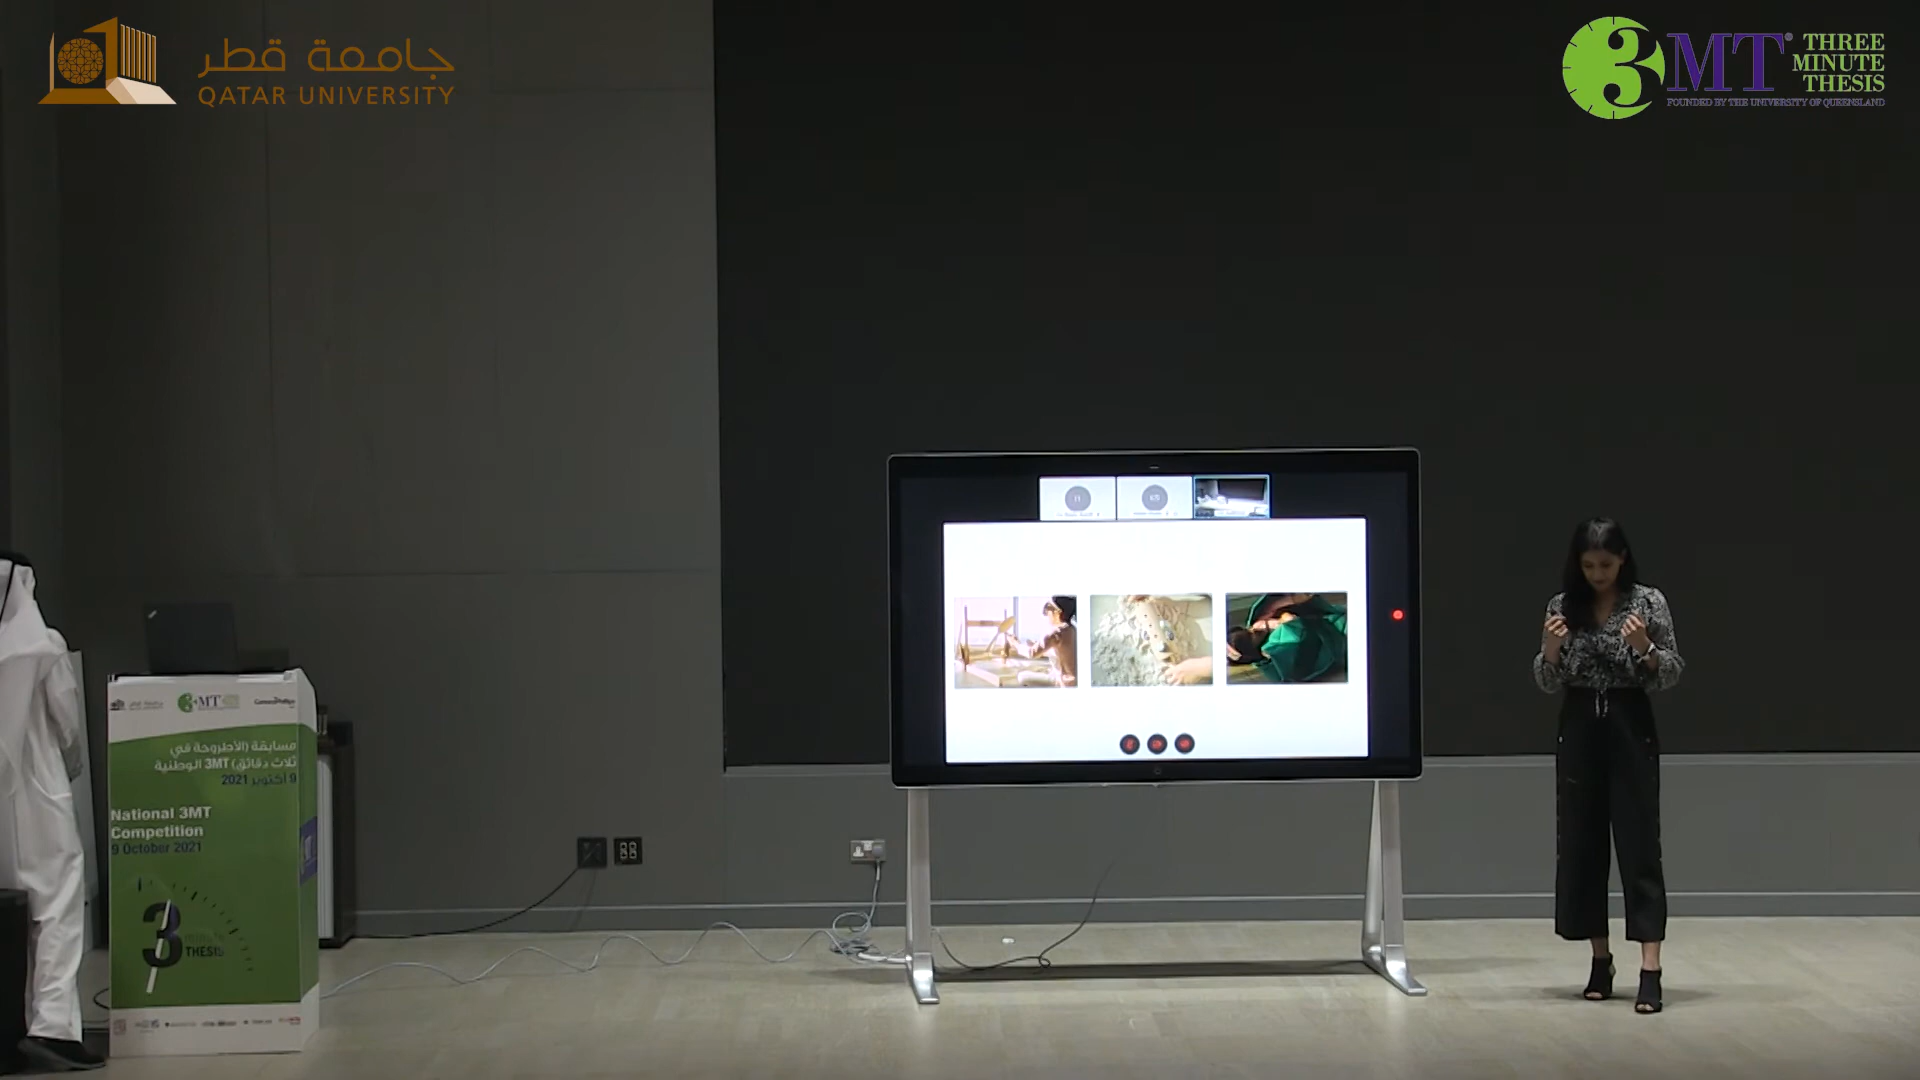 جامعة قطر
QATAR UNIVERSITY
3MT® THREE
MINUTE
THESIS
FOUNDED BY THE UNIVERSITY OF QUEENSLAND
3MT
مسابقة (الأطروحة في
ثلاث دقائق) 3MT الوطنية
9 أكتوبر 2021
National 3MT
Competition
9 October 2021
3
THESIS